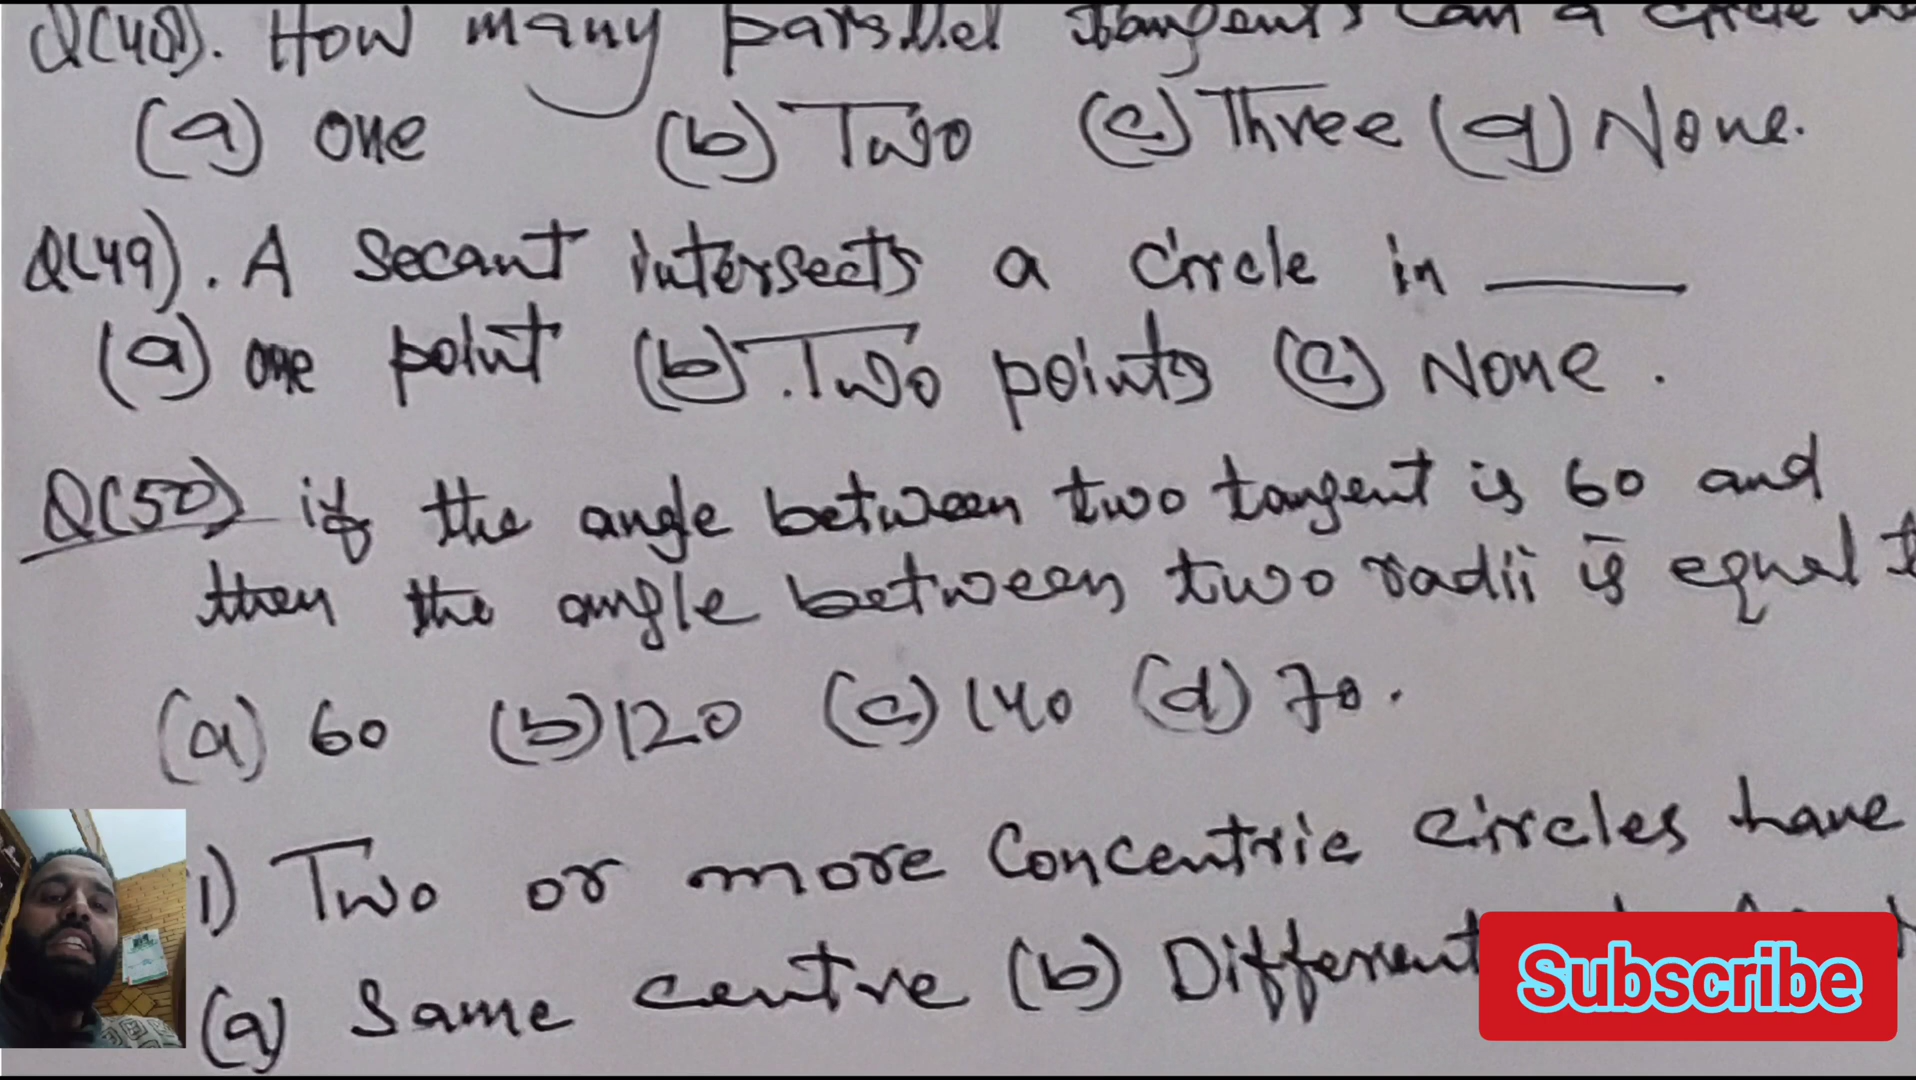 Q(48). How many parallel tangents can a circle
(a) one (b) Two (c) Three (d) None.
Q(49). A secant intersects a circle in ____
(a) one point (b) Two points (c) None.
Q(50) if the angle between two tangent is 60 and
then the angle between two radii is equal
(a) 60 (b) 120 (c) 140 (d) 70.
1) Two or more Concentric circles have
(a) Same centre (b) Different
Subscribe